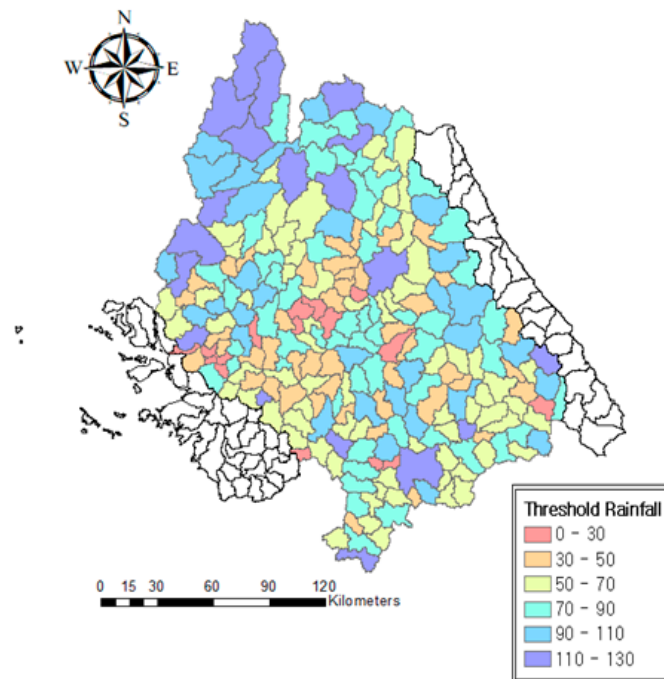 N
W E
S
0 15 30 60 90 120
Kilometers
Threshold Rainfall
0 - 30
30 - 50
50 - 70
70 - 90
90 - 110
110 - 130